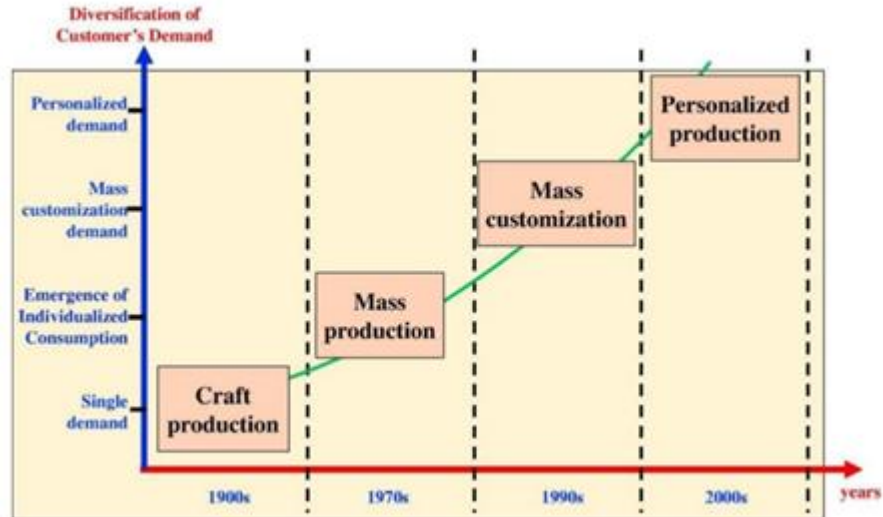 Diversification of
Customer's Demand
Personalized
demand
Personalized
production
Mass
customization
demand
Mass
customization
Emergence of
Individualized
Consumption
Mass
production
Single
demand
Craft
production
1900s
1970s
1990s
2000s
years